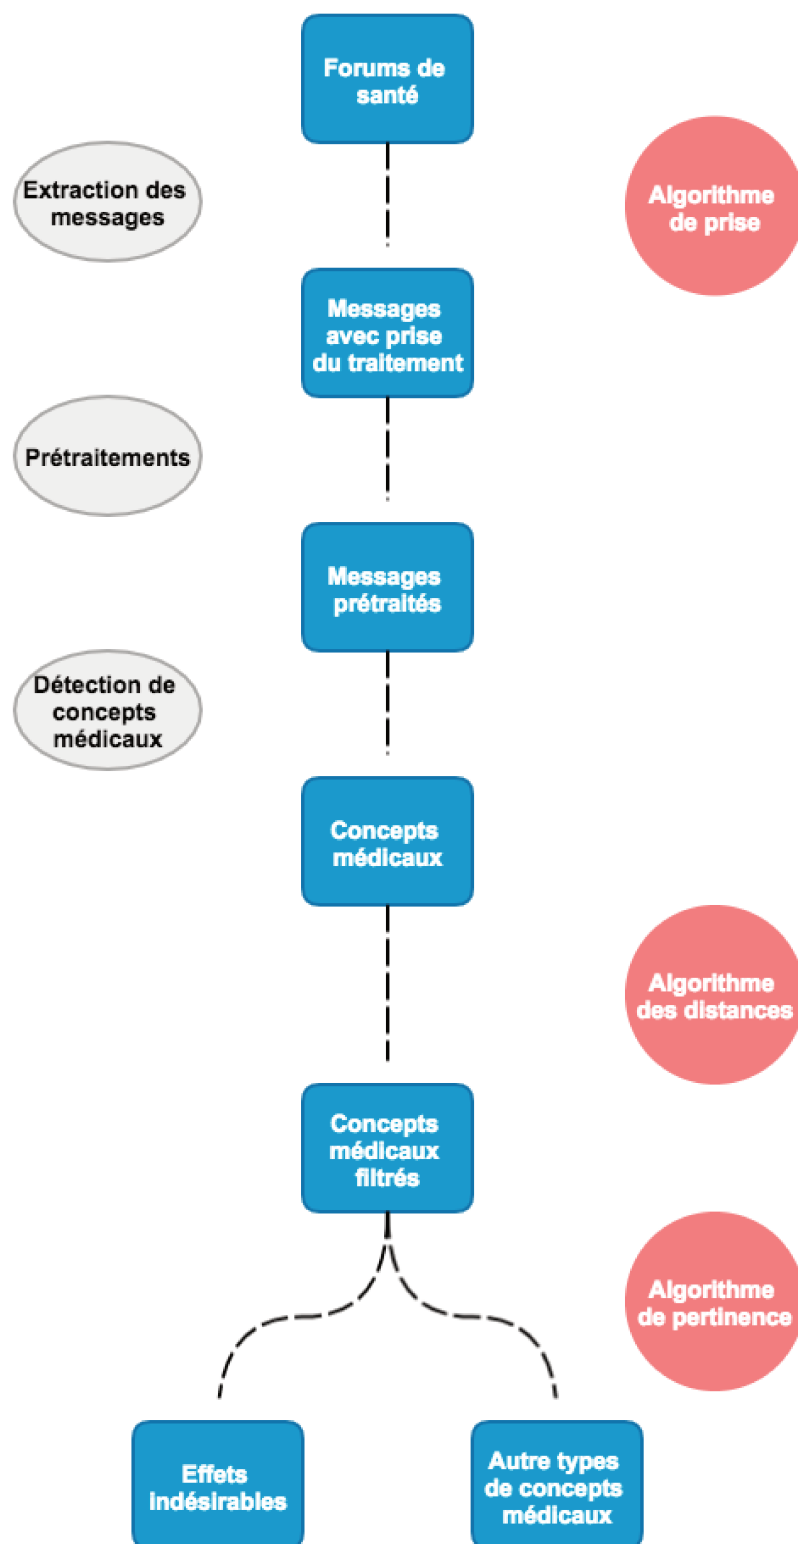 Forums de
santé
Extraction des
messages
Algorithme
de prise
Messages
avec prise
du traitement
Prétraitements
Messages
prétraités
Détection de
concepts
médicaux
Concepts
médicaux
Algorithme
des distances
Concepts
médicaux
filtrés
Algorithme
de pertinence
Effets
indésirables
Autre types
de concepts
médicaux